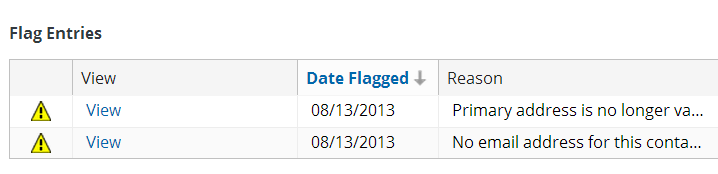 Flag Entries
View Date Flagged Reason
View 08/13/2013 Primary address is no longer va...
View 08/13/2013 No email address for this conta...